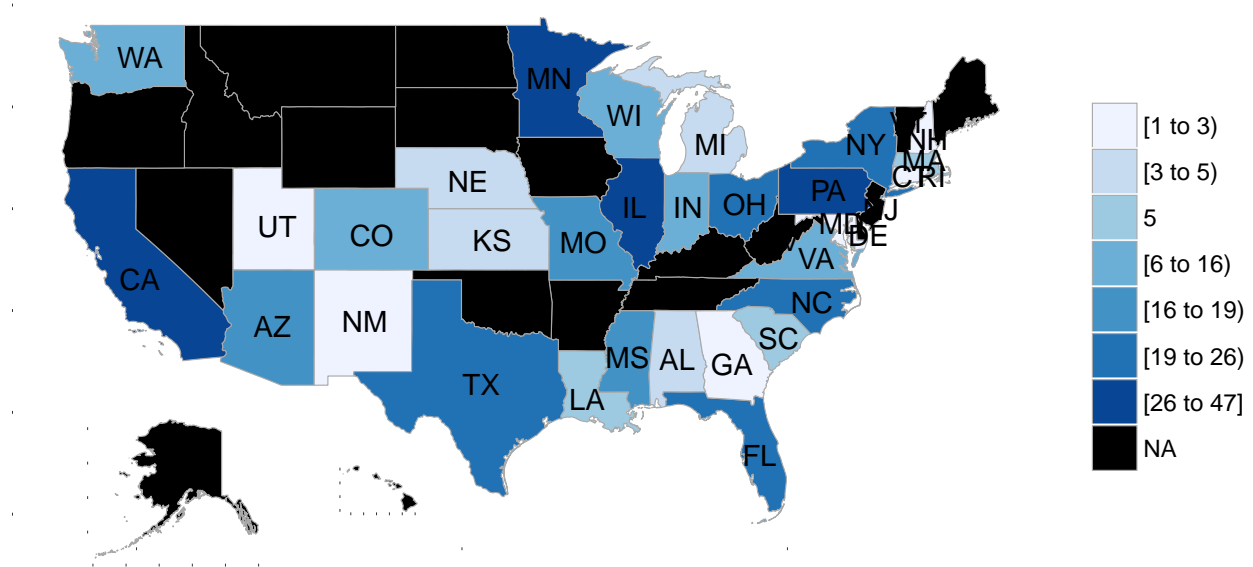 WA
MN
WI
MI
NY
VT
NH
MA
CT
RI
NE
IL
IN
OH
PA
NJ
MD
DE
UT
CO
KS
MO
VA
CA
AZ
NM
NC
TX
MS
AL
GA
SC
LA
FL
[1 to 3)
[3 to 5)
5
[6 to 16)
[16 to 19)
[19 to 26)
[26 to 47]
NA